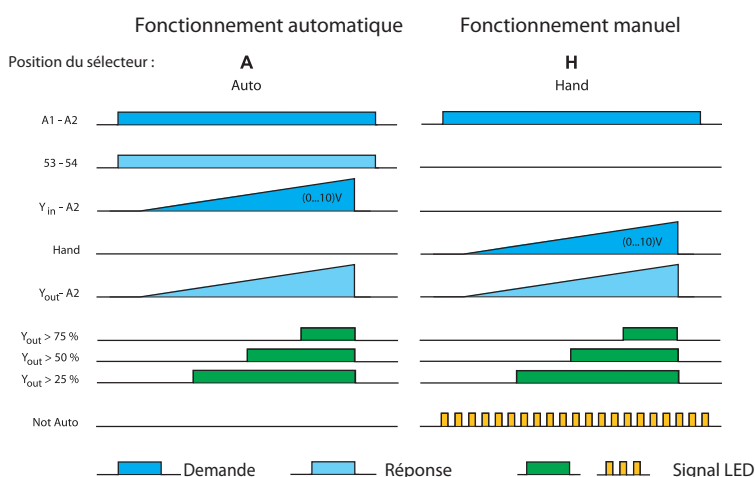 Fonctionnement automatique Fonctionnement manuel
Position du sélecteur : A H
Auto Hand
A1 - A2
53 - 54
Y in - A2 (0...10)V
Hand (0...10)V
Yout- A2
Yout > 75 %
Yout > 50 %
Yout > 25 %
Not Auto
Demande Réponse Signal LED